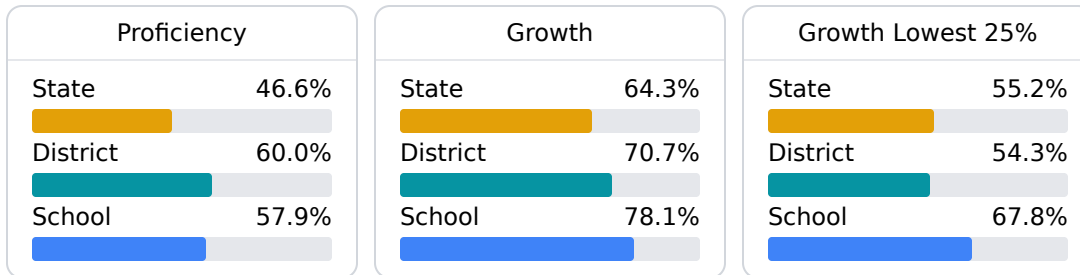 Proficiency
State 46.6%
District 60.0%
School 57.9%
Growth
State 64.3%
District 70.7%
School 78.1%
Growth Lowest 25%
State 55.2%
District 54.3%
School 67.8%